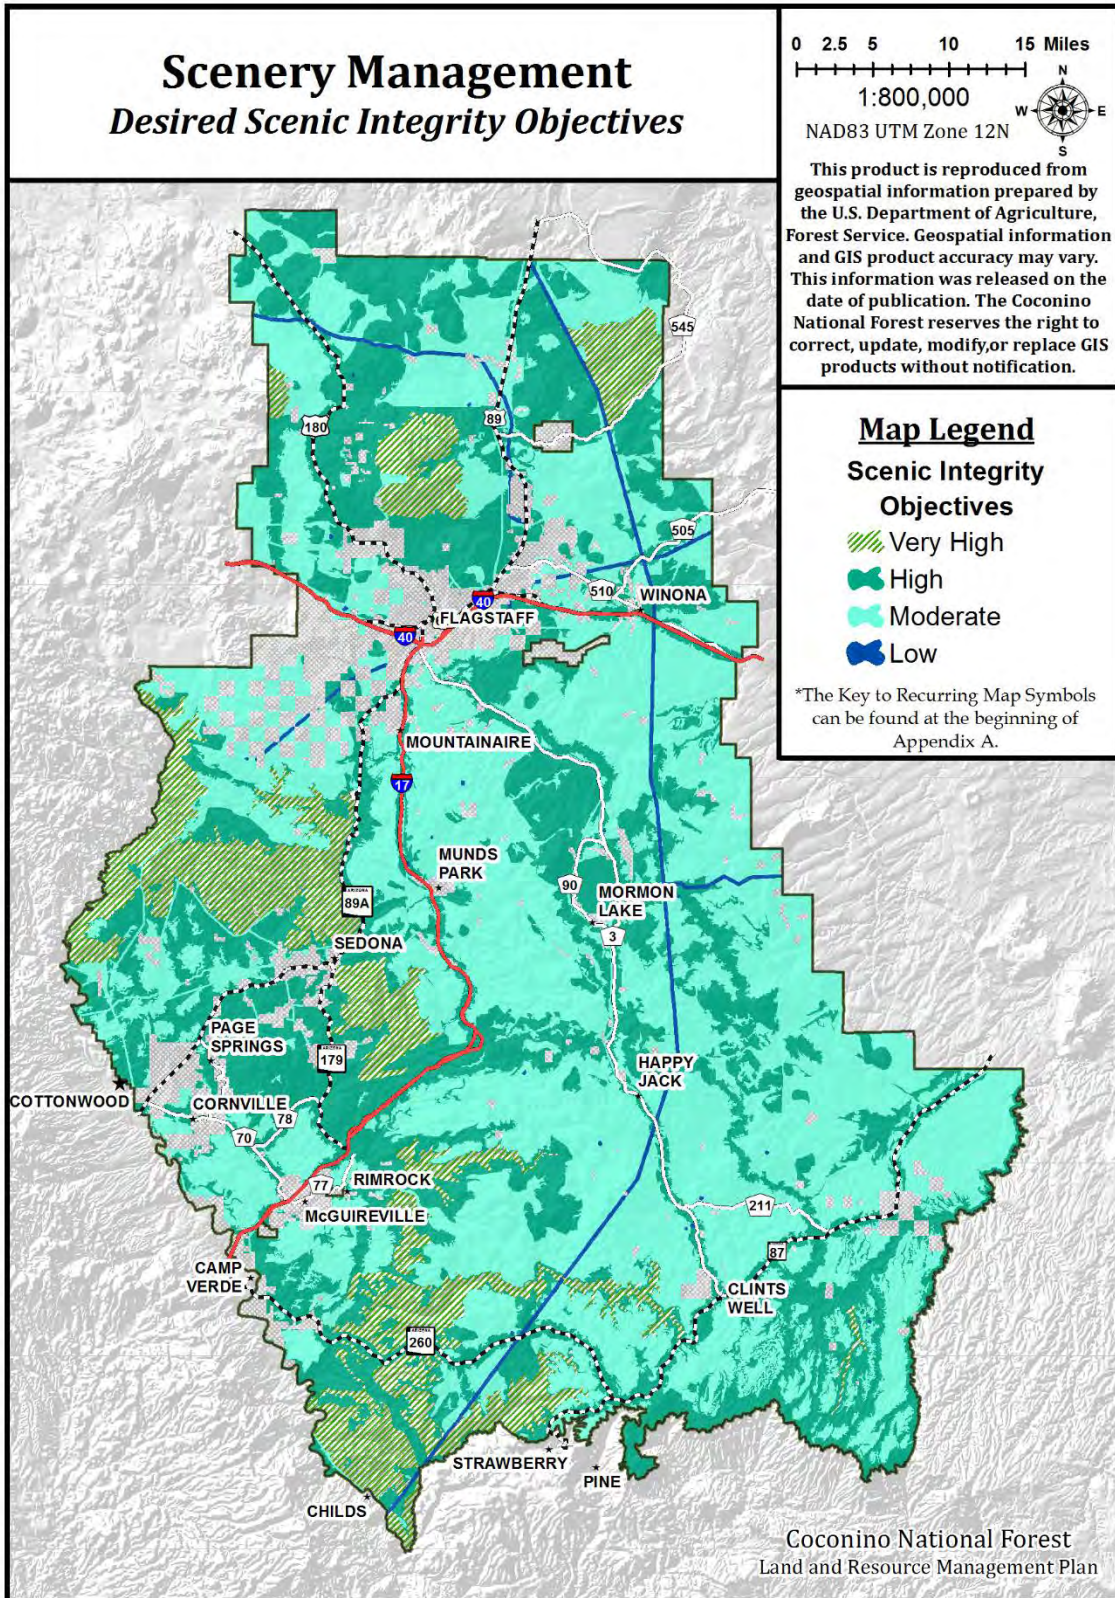 Scenery Management
Desired Scenic Integrity Objectives
0 2.5 5 10 15 Miles
1:800,000
NAD83 UTM Zone 12N
N
W E
S
This product is reproduced from
geospatial information prepared by
the U.S. Department of Agriculture,
Forest Service. Geospatial information
and GIS product accuracy may vary.
This information was released on the
date of publication. The Coconino
National Forest reserves the right to
correct, update, modify,or replace GIS
products without notification.
Map Legend
Scenic Integrity
Objectives
Very High
High
Moderate
Low
*The Key to Recurring Map Symbols
can be found at the beginning of
Appendix A.
545
180
89
505
510
WINONA
40
FLAGSTAFF
40
MOUNTAINAIRE
17
MUNDS
PARK
90
MORMON
LAKE
ARIZONA
89A
3
SEDONA
PAGE
SPRINGS
ARIZONA
179
HAPPY
JACK
COTTONWOOD
CORNVILLE
78
70
77
RIMROCK
McGUIREVILLE
211
87
CAMP
VERDE
CLINTS
WELL
ARIZONA
260
STRAWBERRY
PINE
CHILDS
Coconino National Forest
Land and Resource Management Plan